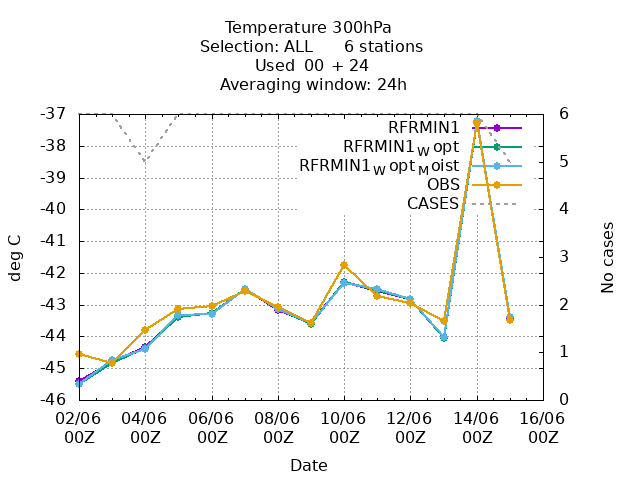 Temperature 300hPa
Selection: ALL 6 stations
Used 00 + 24
Averaging window: 24h
-37
-38
-39
-40
-41
-42
-43
-44
-45
-46
deg C
6
5
4
3
2
1
0
No cases
RFRMIN1
RFRMIN1_W opt
RFRMIN1_W opt_M oist
OBS
CASES
02/06 04/06 06/06 08/06 10/06 12/06 14/06 16/06
00Z 00Z 00Z 00Z 00Z 00Z 00Z 00Z
Date